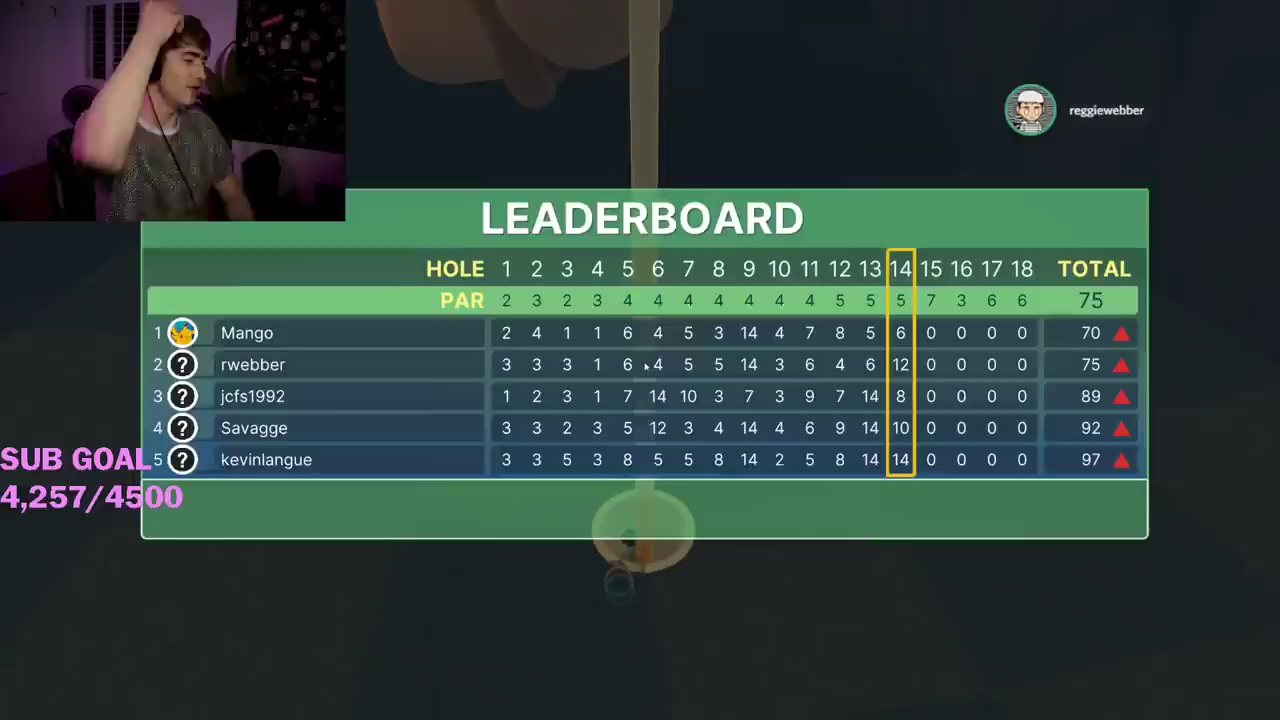 reggiewebber
LEADERBOARD
HOLE 1 2 3 4 5 6 7 8 9 10 11 12 13 14 15 16 17 18 TOTAL
PAR 2 3 2 3 4 4 4 4 4 4 4 5 5 5 7 3 6 6 75
1 Mango 2 4 1 1 6 4 5 3 14 4 7 8 5 6 0 0 0 0 70
2 ? rwebber 3 3 3 1 6 4 5 5 14 3 6 4 6 12 0 0 0 0 75
3 ? jcfs1992 1 2 3 1 7 14 10 3 7 3 9 7 14 8 0 0 0 0 89
4 ? Savagge 3 3 2 3 5 12 3 4 14 4 6 9 14 10 0 0 0 0 92
5 ? kevinlangue 3 3 5 3 8 5 5 8 14 2 5 8 14 14 0 0 0 0 97
SUB GOAL
4,257/4500